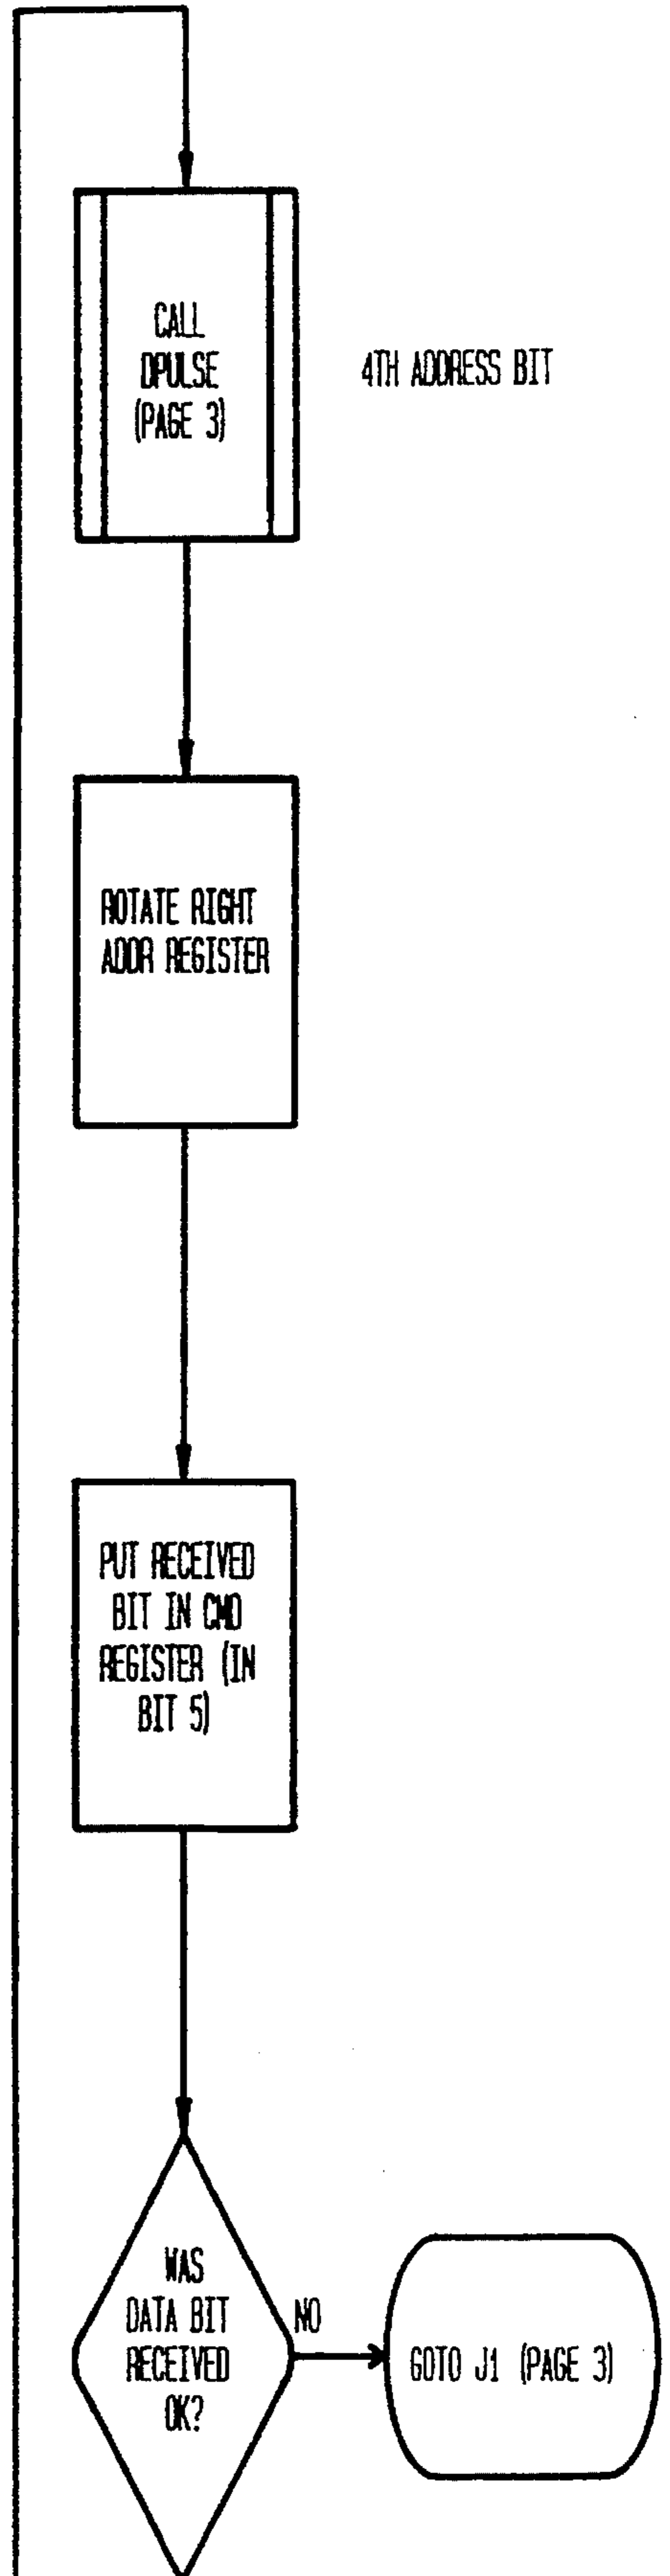 CALL
DPULSE
(PAGE 3)
4TH ADDRESS BIT
ROTATE RIGHT
ADDR REGISTER
PUT RECEIVED
BIT IN CMD
REGISTER (IN
BIT 5)
WAS
DATA BIT
RECEIVED
OK?
NO
GOTO J1 (PAGE 3)